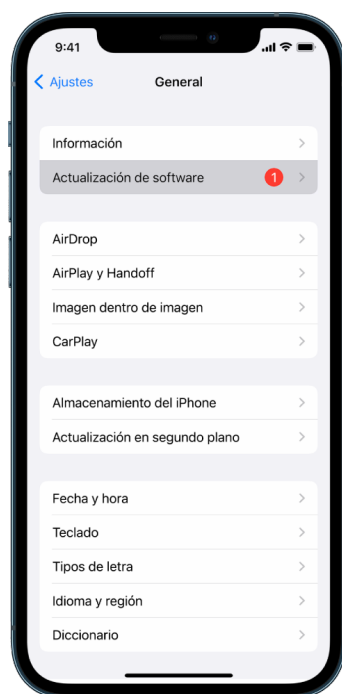 9:41
Ajustes
General
Información
Actualización de software 1
AirDrop
AirPlay y Handoff
Imagen dentro de imagen
CarPlay
Almacenamiento del iPhone
Actualización en segundo plano
Fecha y hora
Teclado
Tipos de letra
Idioma y región
Diccionario